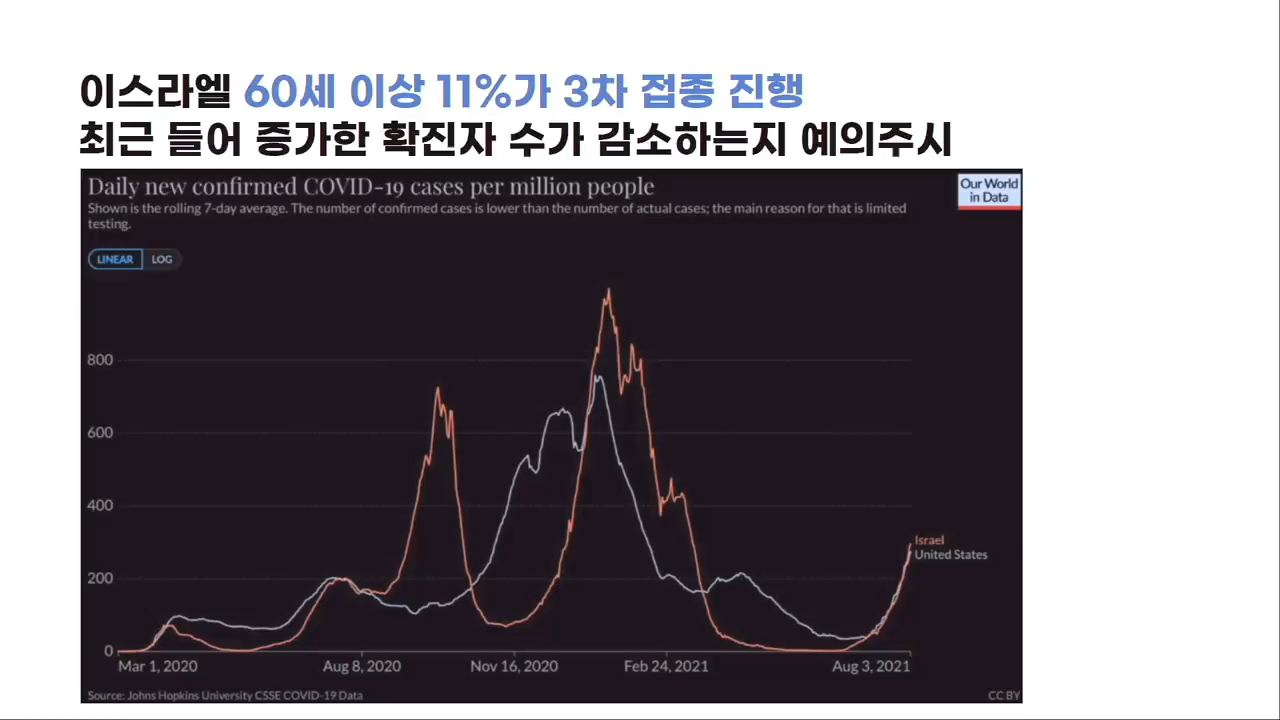 이스라엘 60세 이상 11%가 3차 접종 진행
최근 들어 증가한 확진자 수가 감소하는지 예의주시
Daily new confirmed COVID-19 cases per million people
Our World
in Data
Shown is the rolling 7-day average. The number of confirmed cases is lower than the number of actual cases; the main reason for that is limited
testing.
LINEAR LOG
800
600
400
200
0
Israel
United States
Mar 1, 2020 Aug 8, 2020 Nov 16, 2020 Feb 24, 2021 Aug 3, 2021
Source: Johns Hopkins University CSSE COVID-19 Data CC BY